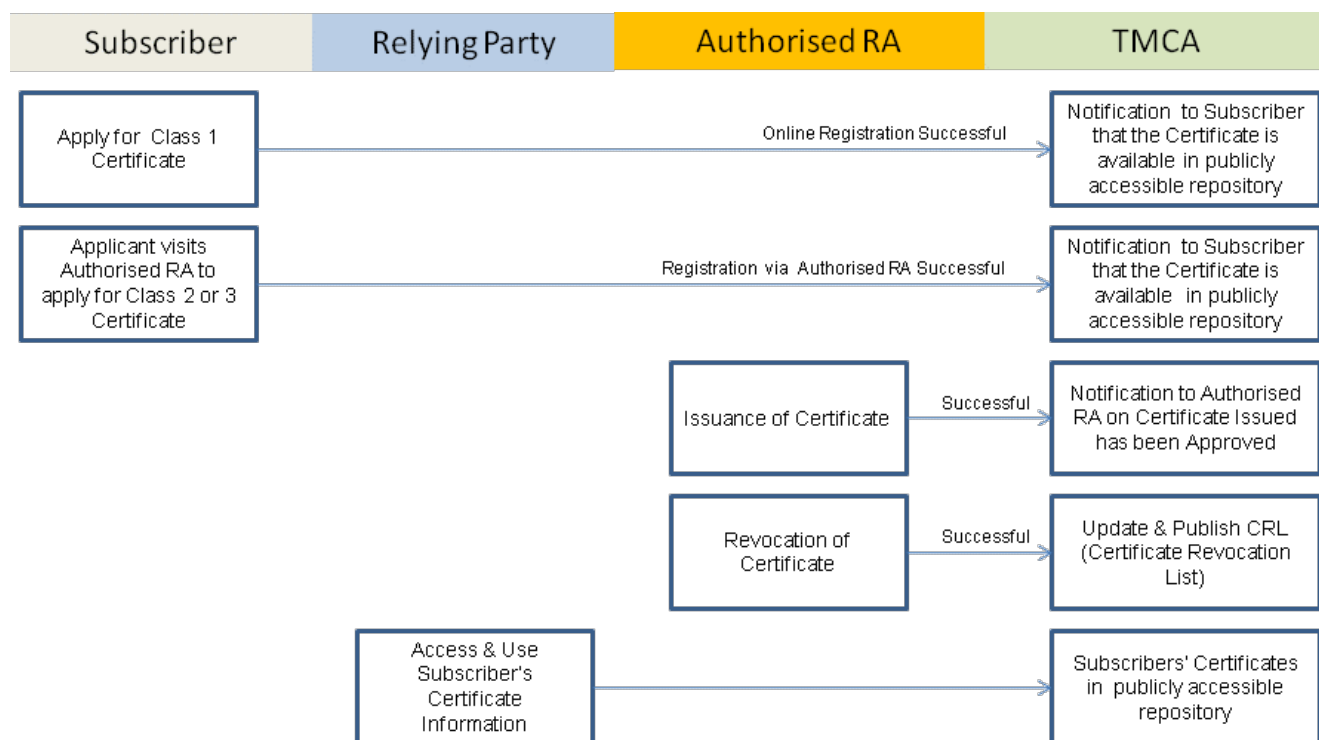 Subscriber
Relying Party
Authorised RA
TMCA
Apply for Class 1
Certificate
Online Registration Successful
Notification to Subscriber
that the Certificate is
available in publicly
accessible repository
Applicant visits
Authorised RA to
apply for Class 2 or 3
Certificate
Registration via Authorised RA Successful
Notification to Subscriber
that the Certificate is
available in publicly
accessible repository
Issuance of Certificate
Successful
Notification to Authorised
RA on Certificate Issued
has been Approved
Revocation of
Certificate
Successful
Update & Publish CRL
(Certificate Revocation
List)
Access & Use
Subscriber's
Certificate
Information
Subscribers' Certificates
in publicly accessible
repository